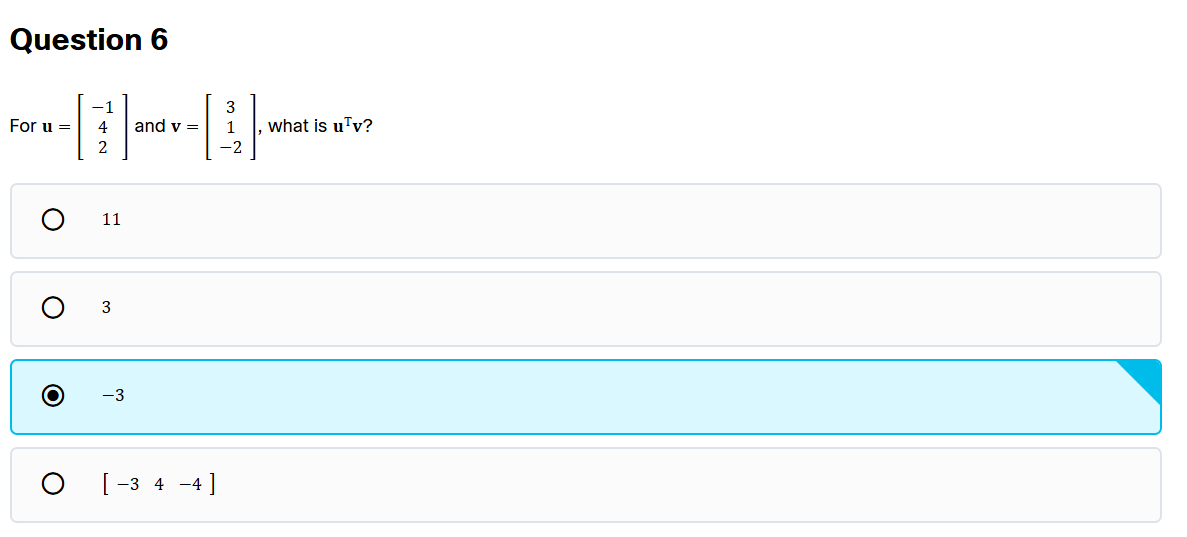 Question 6
For u = [ −1 4 2 ] and v = [ 3 1 −2 ], what is uᵀv?
11
3
−3
[ −3 4 −4 ]